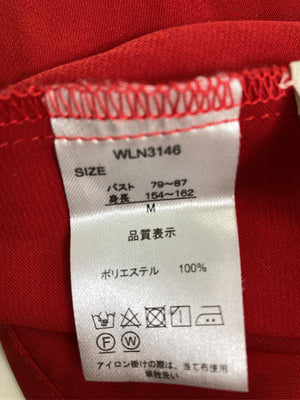 WLN3146
SIZE
バスト 79～87
身長 154～162
M
品質表示
ポリエステル 100%
F W
アイロン掛けの際は、当て布使用
単独洗い